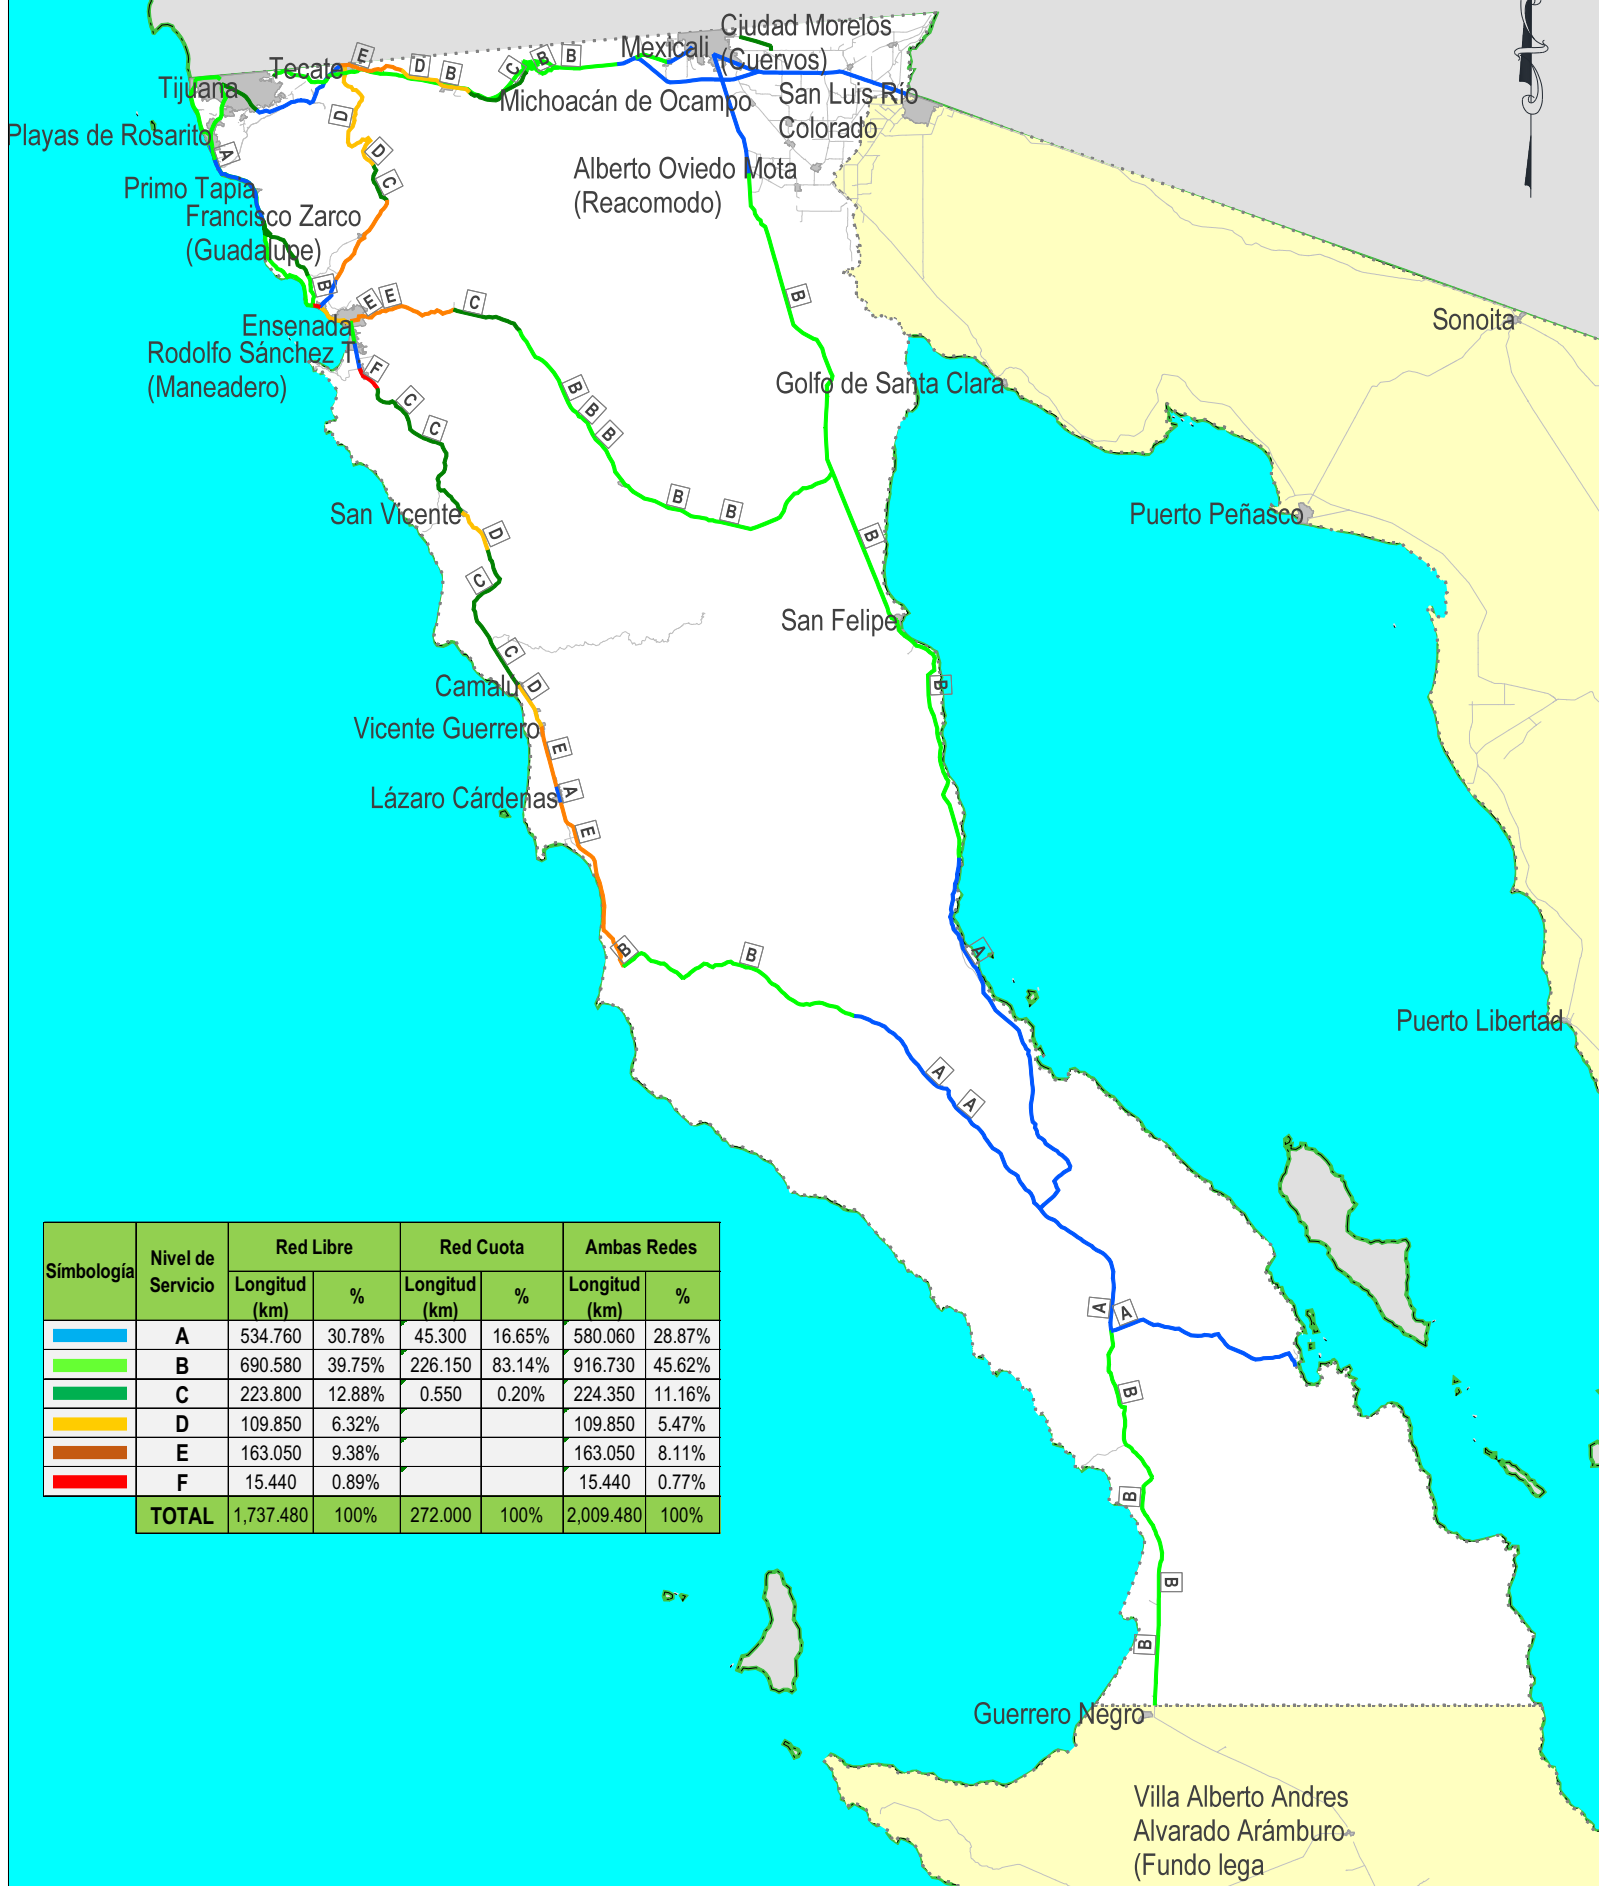 Ciudad Morelos
(Cuervos)
Mexicali
Tecate
E
D
B
C
B
B
Tijuana
Michoacán de Ocampo
San Luis Río
Colorado
D
Playas de Rosarito
A
D
C
Alberto Oviedo Mota
(Reacomodo)
Primo Tapia
Francisco Zarco
(Guadalupe)
B
E
E
C
B
Ensenada
Sonoita
Rodolfo Sánchez T
(Maneadero)
F
Golfo de Santa Clara
C
C
B
B
B
B
B
San Vicente
D
Puerto Peñasco
B
C
San Felipe
C
Camalú
D
B
Vicente Guerrero
E
Lázaro Cárdenas
A
E
B
B
A
Puerto Libertad
A
A
A
A
Símbología
Nivel de
Servicio
Red Libre
Red Cuota
Ambas Redes
Longitud
(km)
%
Longitud
(km)
%
Longitud
(km)
%
A 534.760 30.78% 45.300 16.65% 580.060 28.87%
B 690.580 39.75% 226.150 83.14% 916.730 45.62%
C 223.800 12.88% 0.550 0.20% 224.350 11.16%
D 109.850 6.32% 109.850 5.47%
E 163.050 9.38% 163.050 8.11%
F 15.440 0.89% 15.440 0.77%
TOTAL 1,737.480 100% 272.000 100% 2,009.480 100%
B
B
B
B
Guerrero Negro
Villa Alberto Andres
Alvarado Arámburo
(Fundo lega